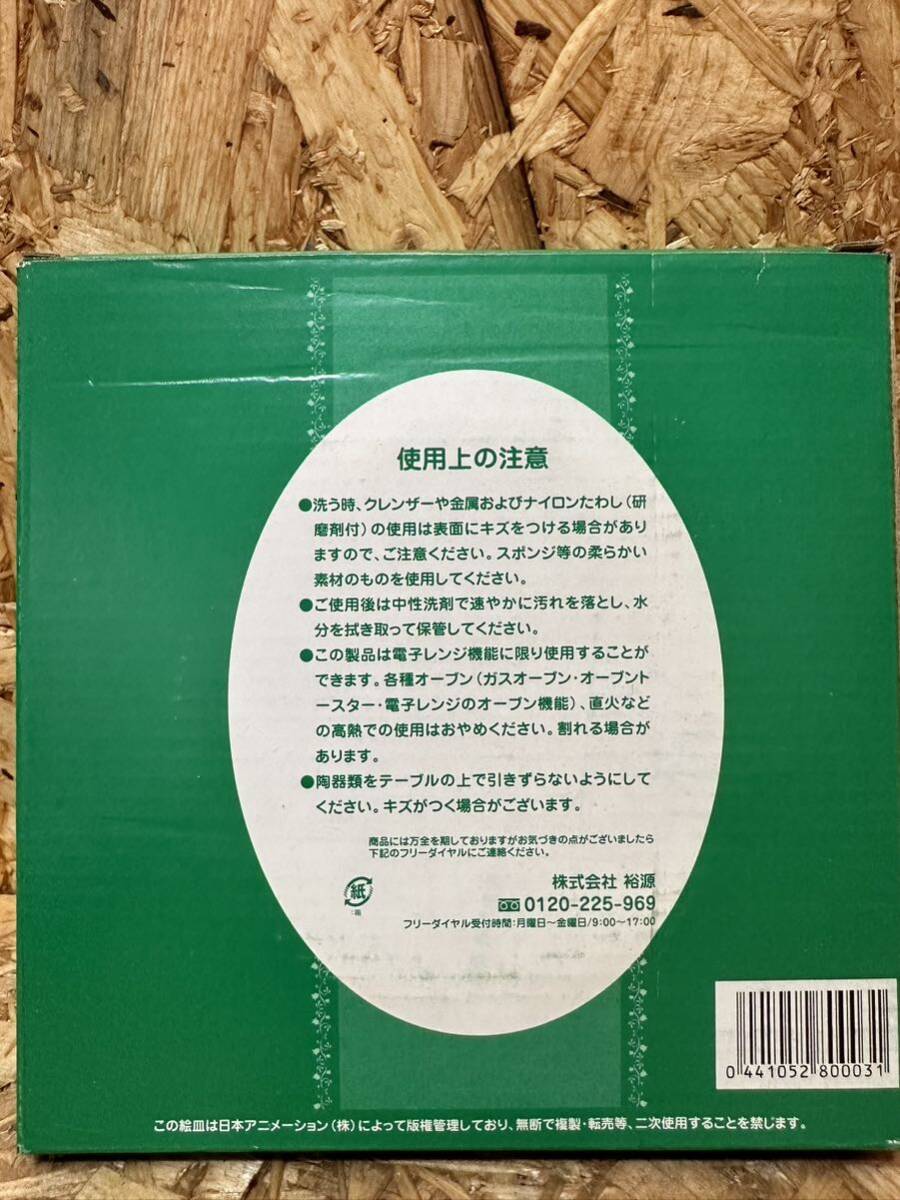 使用上の注意
●洗う時、クレンザーや金属およびナイロンたわし（研
磨剤付）の使用は表面にキズをつける場合があり
ますので、ご注意ください。スポンジ等の柔らかい
素材のものを使用してください。
●ご使用後は中性洗剤で速やかに汚れを落とし、水
分を拭き取って保管してください。
●この製品は電子レンジ機能に限り使用することが
できます。各種オーブン（ガスオーブン・オーブント
ースター・電子レンジのオーブン機能）、直火など
の高熱での使用はおやめください。割れる場合が
あります。
●陶器類をテーブルの上で引きずらないようにして
ください。キズがつく場合がございます。
商品には万全を期しておりますがお気づきの点がございましたら
下記のフリーダイヤルにご連絡ください。
紙
:箱
株式会社 裕源
0120-225-969
フリーダイヤル受付時間:月曜日〜金曜日/9:00〜17:00
0 441052 800031
この絵皿は日本アニメーション（株）によって版権管理しており、無断で複製・転売等、二次使用することを禁じます。